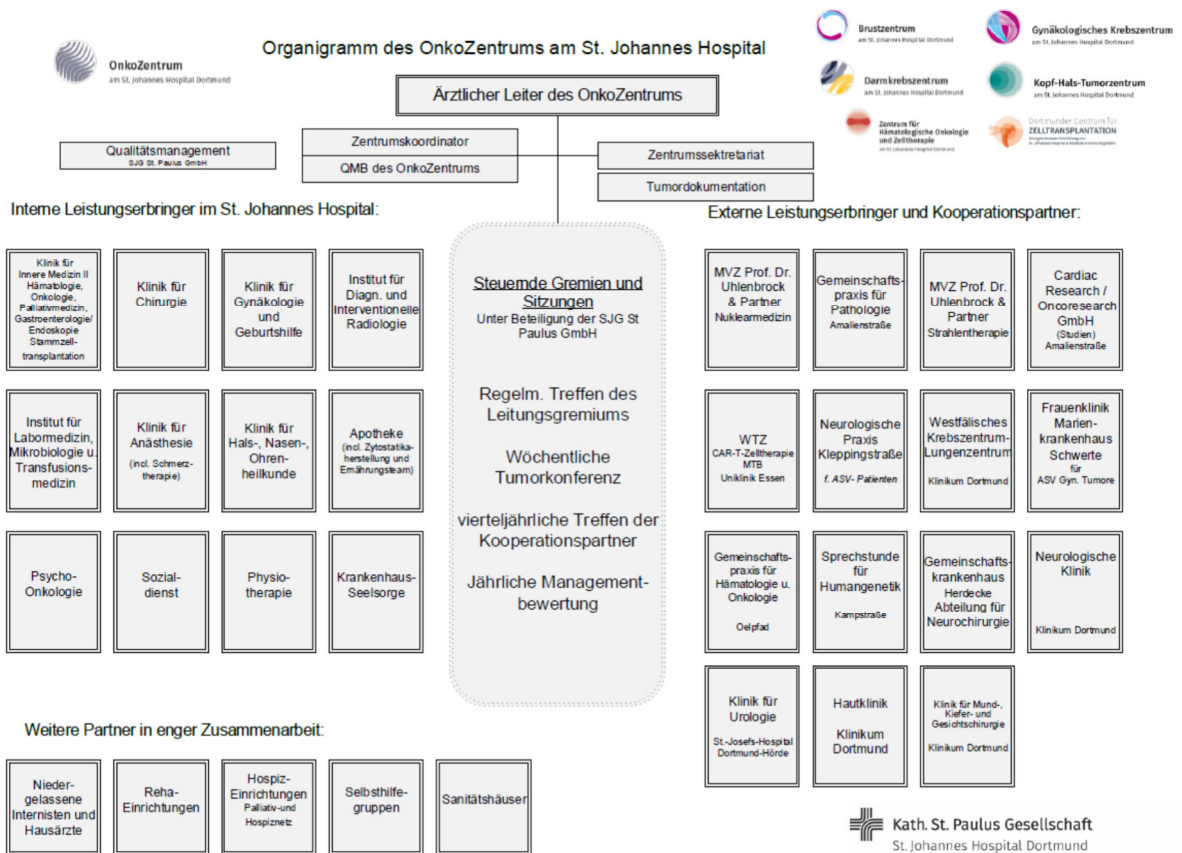 Organigramm des OnkoZentrums am St. Johannes Hospital
OnkoZentrum
am St. Johannes Hospital Dortmund
Brustzentrum
am St. Johannes Hospital Dortmund
Gynäkologisches Krebszentrum
am St. Johannes Hospital Dortmund
Darmkrebszentrum
am St. Johannes Hospital Dortmund
Kopf-Hals-Tumorzentrum
am St. Johannes Hospital Dortmund
Zentrum für
Hämatologische Onkologie
und Zelltherapie
am St. Johannes Hospital Dortmund
Dortmunder Centrum für
ZELLTRANSPLANTATION
Ärztlicher Leiter des OnkoZentrums
Qualitätsmanagement
SJG St. Paulus GmbH
Zentrumskoordinator
QMB des OnkoZentrums
Zentrumssekretariat
Tumordokumentation
Interne Leistungserbringer im St. Johannes Hospital:
Klinik für
Innere Medizin II
Hämatologie,
Onkologie,
Palliativmedizin,
Gastroenterologie/
Endoskopie
Stammzell-
transplantation
Klinik für
Chirurgie
Klinik für
Gynäkologie
und
Geburtshilfe
Institut für
Diagn. und
Interventionelle
Radiologie
Institut für
Labormedizin,
Mikrobiologie u.
Transfusions-
medizin
Klinik für
Anästhesie
(incl. Schmerz-
therapie)
Klinik für
Hals-, Nasen-,
Ohren-
heilkunde
Apotheke
(incl. Zytostatika-
herstellung und
Ernährungsteam)
Psycho-
Onkologie
Sozial-
dienst
Physio-
therapie
Krankenhaus-
Seelsorge
Steuernde Gremien und
Sitzungen
Unter Beteiligung der SJG St
Paulus GmbH
Regelm. Treffen des
Leitungsgremiums
Wöchentliche
Tumorkonferenz
vierteljährliche Treffen der
Kooperationspartner
Jährliche Management-
bewertung
Externe Leistungserbringer und Kooperationspartner:
MVZ Prof. Dr.
Uhlenbrock
& Partner
Nuklearmedizin
Gemeinschafts-
praxis für
Pathologie
Amalienstraße
MVZ Prof. Dr.
Uhlenbrock &
Partner
Strahlentherapie
Cardiac
Research /
Oncoresearch
GmbH
(Studien)
Amalienstraße
WTZ
CAR-T-Zelltherapie
MTB
Uniklinik Essen
Neurologische
Praxis
Kleppingstraße
f. ASV- Patienten
Westfälisches
Krebszentrum-
Lungenzentrum
Klinikum Dortmund
Frauenklinik
Marien-
krankenhaus
Schwerte
für
ASV Gyn. Tumore
Gemeinschafts-
praxis für
Hämatologie u.
Onkologie
Oelpfad
Sprechstunde
für
Humangenetik
Kampstraße
Gemeinschafts-
krankenhaus
Herdecke
Abteilung für
Neurochirurgie
Neurologische
Klinik
Klinikum Dortmund
Klinik für
Urologie
St.-Josefs-Hospital
Dortmund-Hörde
Hautklinik
Klinikum
Dortmund
Klinik für Mund-,
Kiefer- und
Gesichtschirurgie
Klinikum Dortmund
Weitere Partner in enger Zusammenarbeit:
Nieder-
gelassene
Internisten und
Hausärzte
Reha-
Einrichtungen
Hospiz-
Einrichtungen
Palliativ-und
Hospiznetz
Selbsthilfe-
gruppen
Sanitätshäuser
Kath. St. Paulus Gesellschaft
St. Johannes Hospital Dortmund